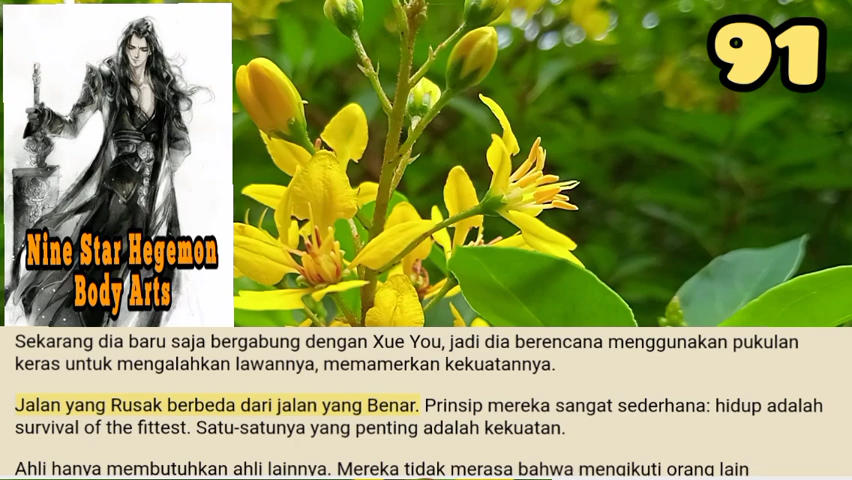 91
Nine Star Hegemon
Body Arts
Sekarang dia baru saja bergabung dengan Xue You, jadi dia berencana menggunakan pukulan
keras untuk mengalahkan lawannya, memamerkan kekuatannya.
Jalan yang Rusak berbeda dari jalan yang Benar. Prinsip mereka sangat sederhana: hidup adalah
survival of the fittest. Satu-satunya yang penting adalah kekuatan.
Ahli hanya membutuhkan ahli lainnya. Mereka tidak merasa bahwa mengikuti orang lain